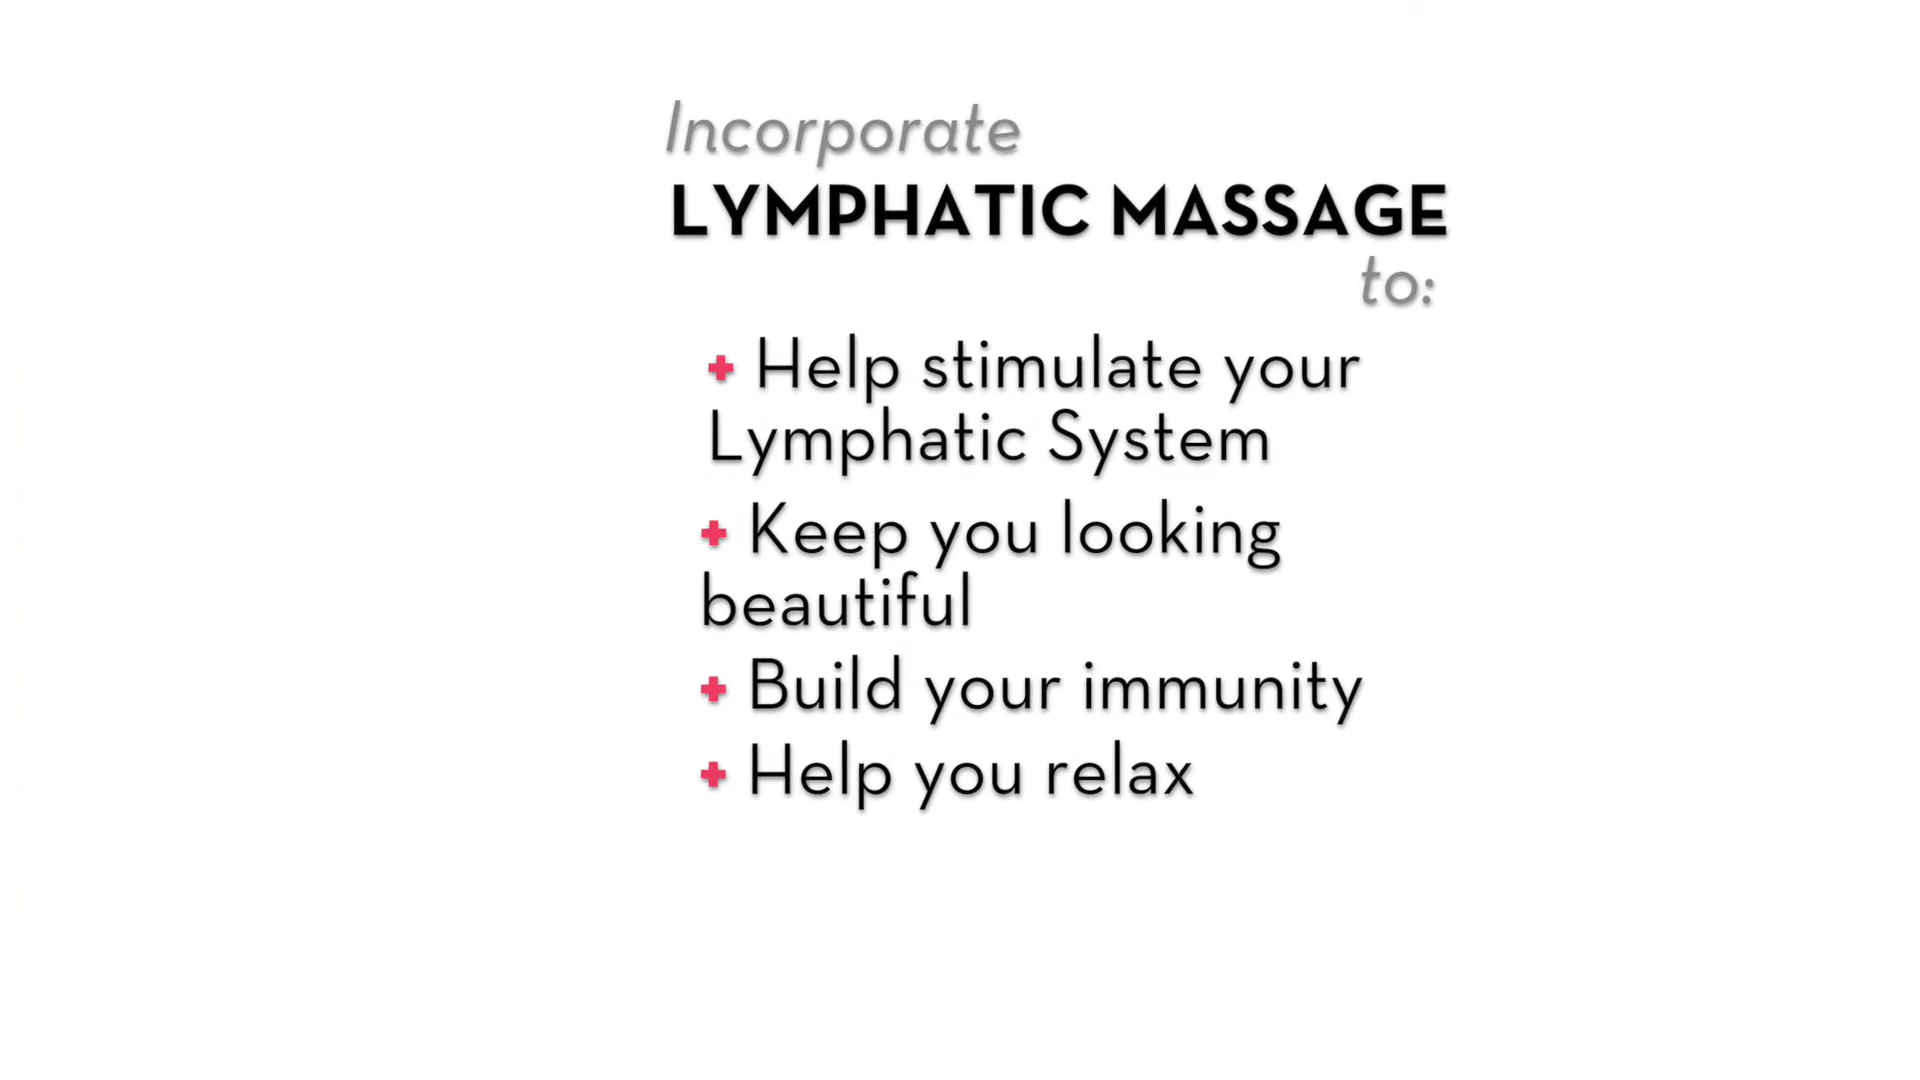 Incorporate
LYMPHATIC MASSAGE
to:
+ Help stimulate your
Lymphatic System
+ Keep you looking
beautiful
+ Build your immunity
+ Help you relax